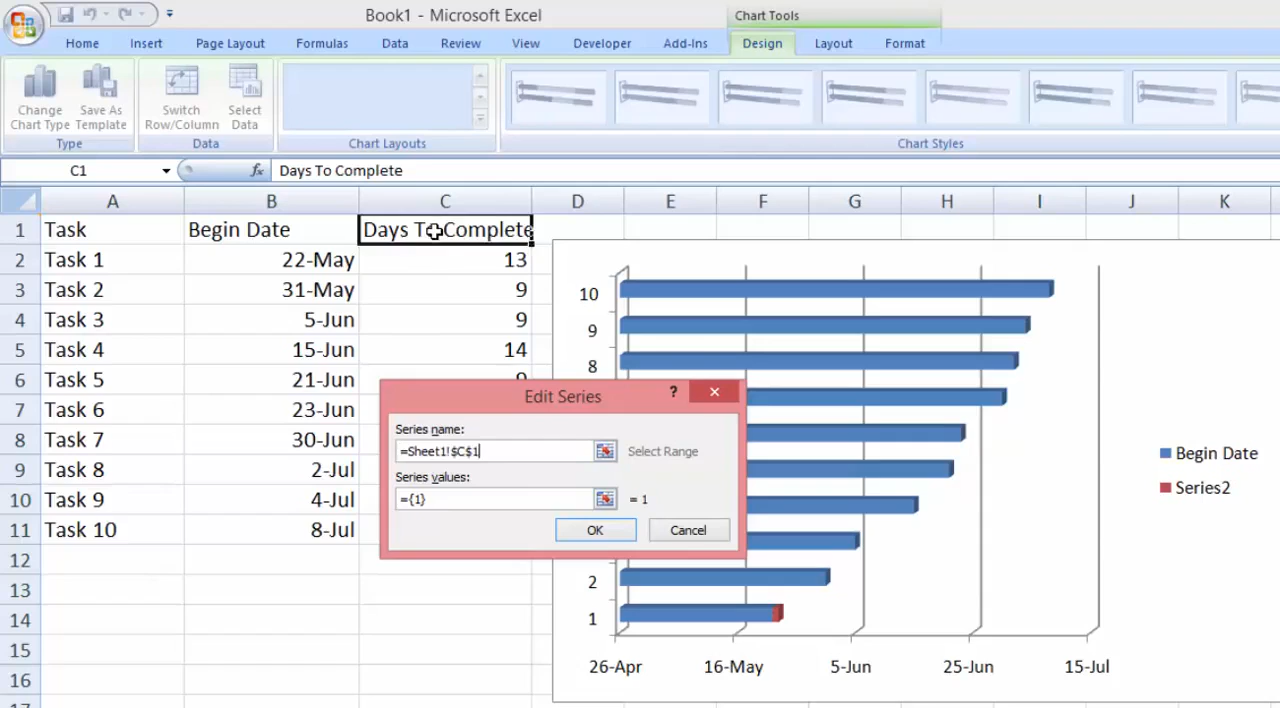 Book1 - Microsoft Excel
Chart Tools
Home Insert Page Layout Formulas Data Review View Developer Add-Ins Design Layout Format
Change Chart Type
Save As Template
Type
Switch Row/Column
Select Data
Data
Chart Layouts
Chart Styles
C1 fx Days To Complete
A B C D E F G H I J K
1 Task Begin Date Days To Complete
2 Task 1 22-May 13
3 Task 2 31-May 9
4 Task 3 5-Jun 9
5 Task 4 15-Jun 14
6 Task 5 21-Jun
7 Task 6 23-Jun
8 Task 7 30-Jun
9 Task 8 2-Jul
10 Task 9 4-Jul
11 Task 10 8-Jul
12
13
14
15
16
Edit Series ?
Series name:
=Sheet1!$C$1 Select Range
Series values:
={1} = 1
OK Cancel
10
9
8
2
1
26-Apr 16-May 5-Jun 25-Jun 15-Jul
Begin Date
Series2